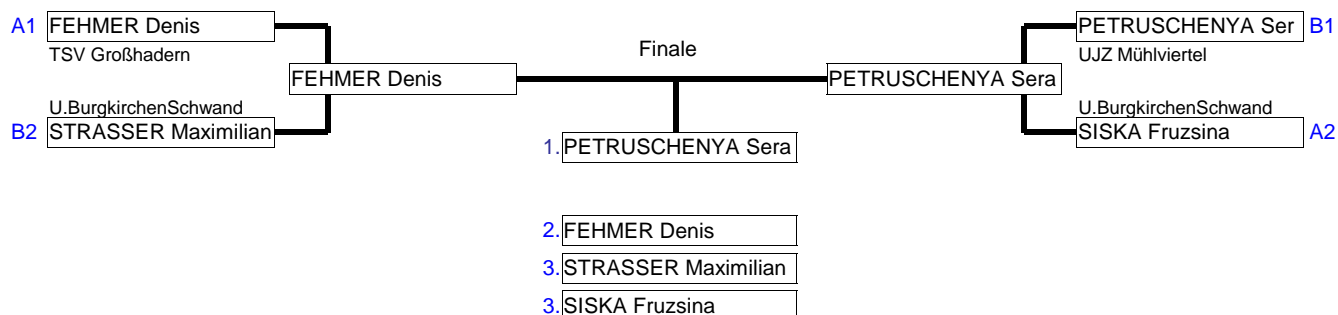 A1 FEHMER Denis
TSV Großhadern
FEHMER Denis
U.BurgkirchenSchwand
B2 STRASSER Maximilian
Finale
PETRUSCHENYA Ser B1
UJZ Mühlviertel
PETRUSCHENYA Sera
U.BurgkirchenSchwand
SISKA Fruzsina A2
1. PETRUSCHENYA Sera
2. FEHMER Denis
3. STRASSER Maximilian
3. SISKA Fruzsina